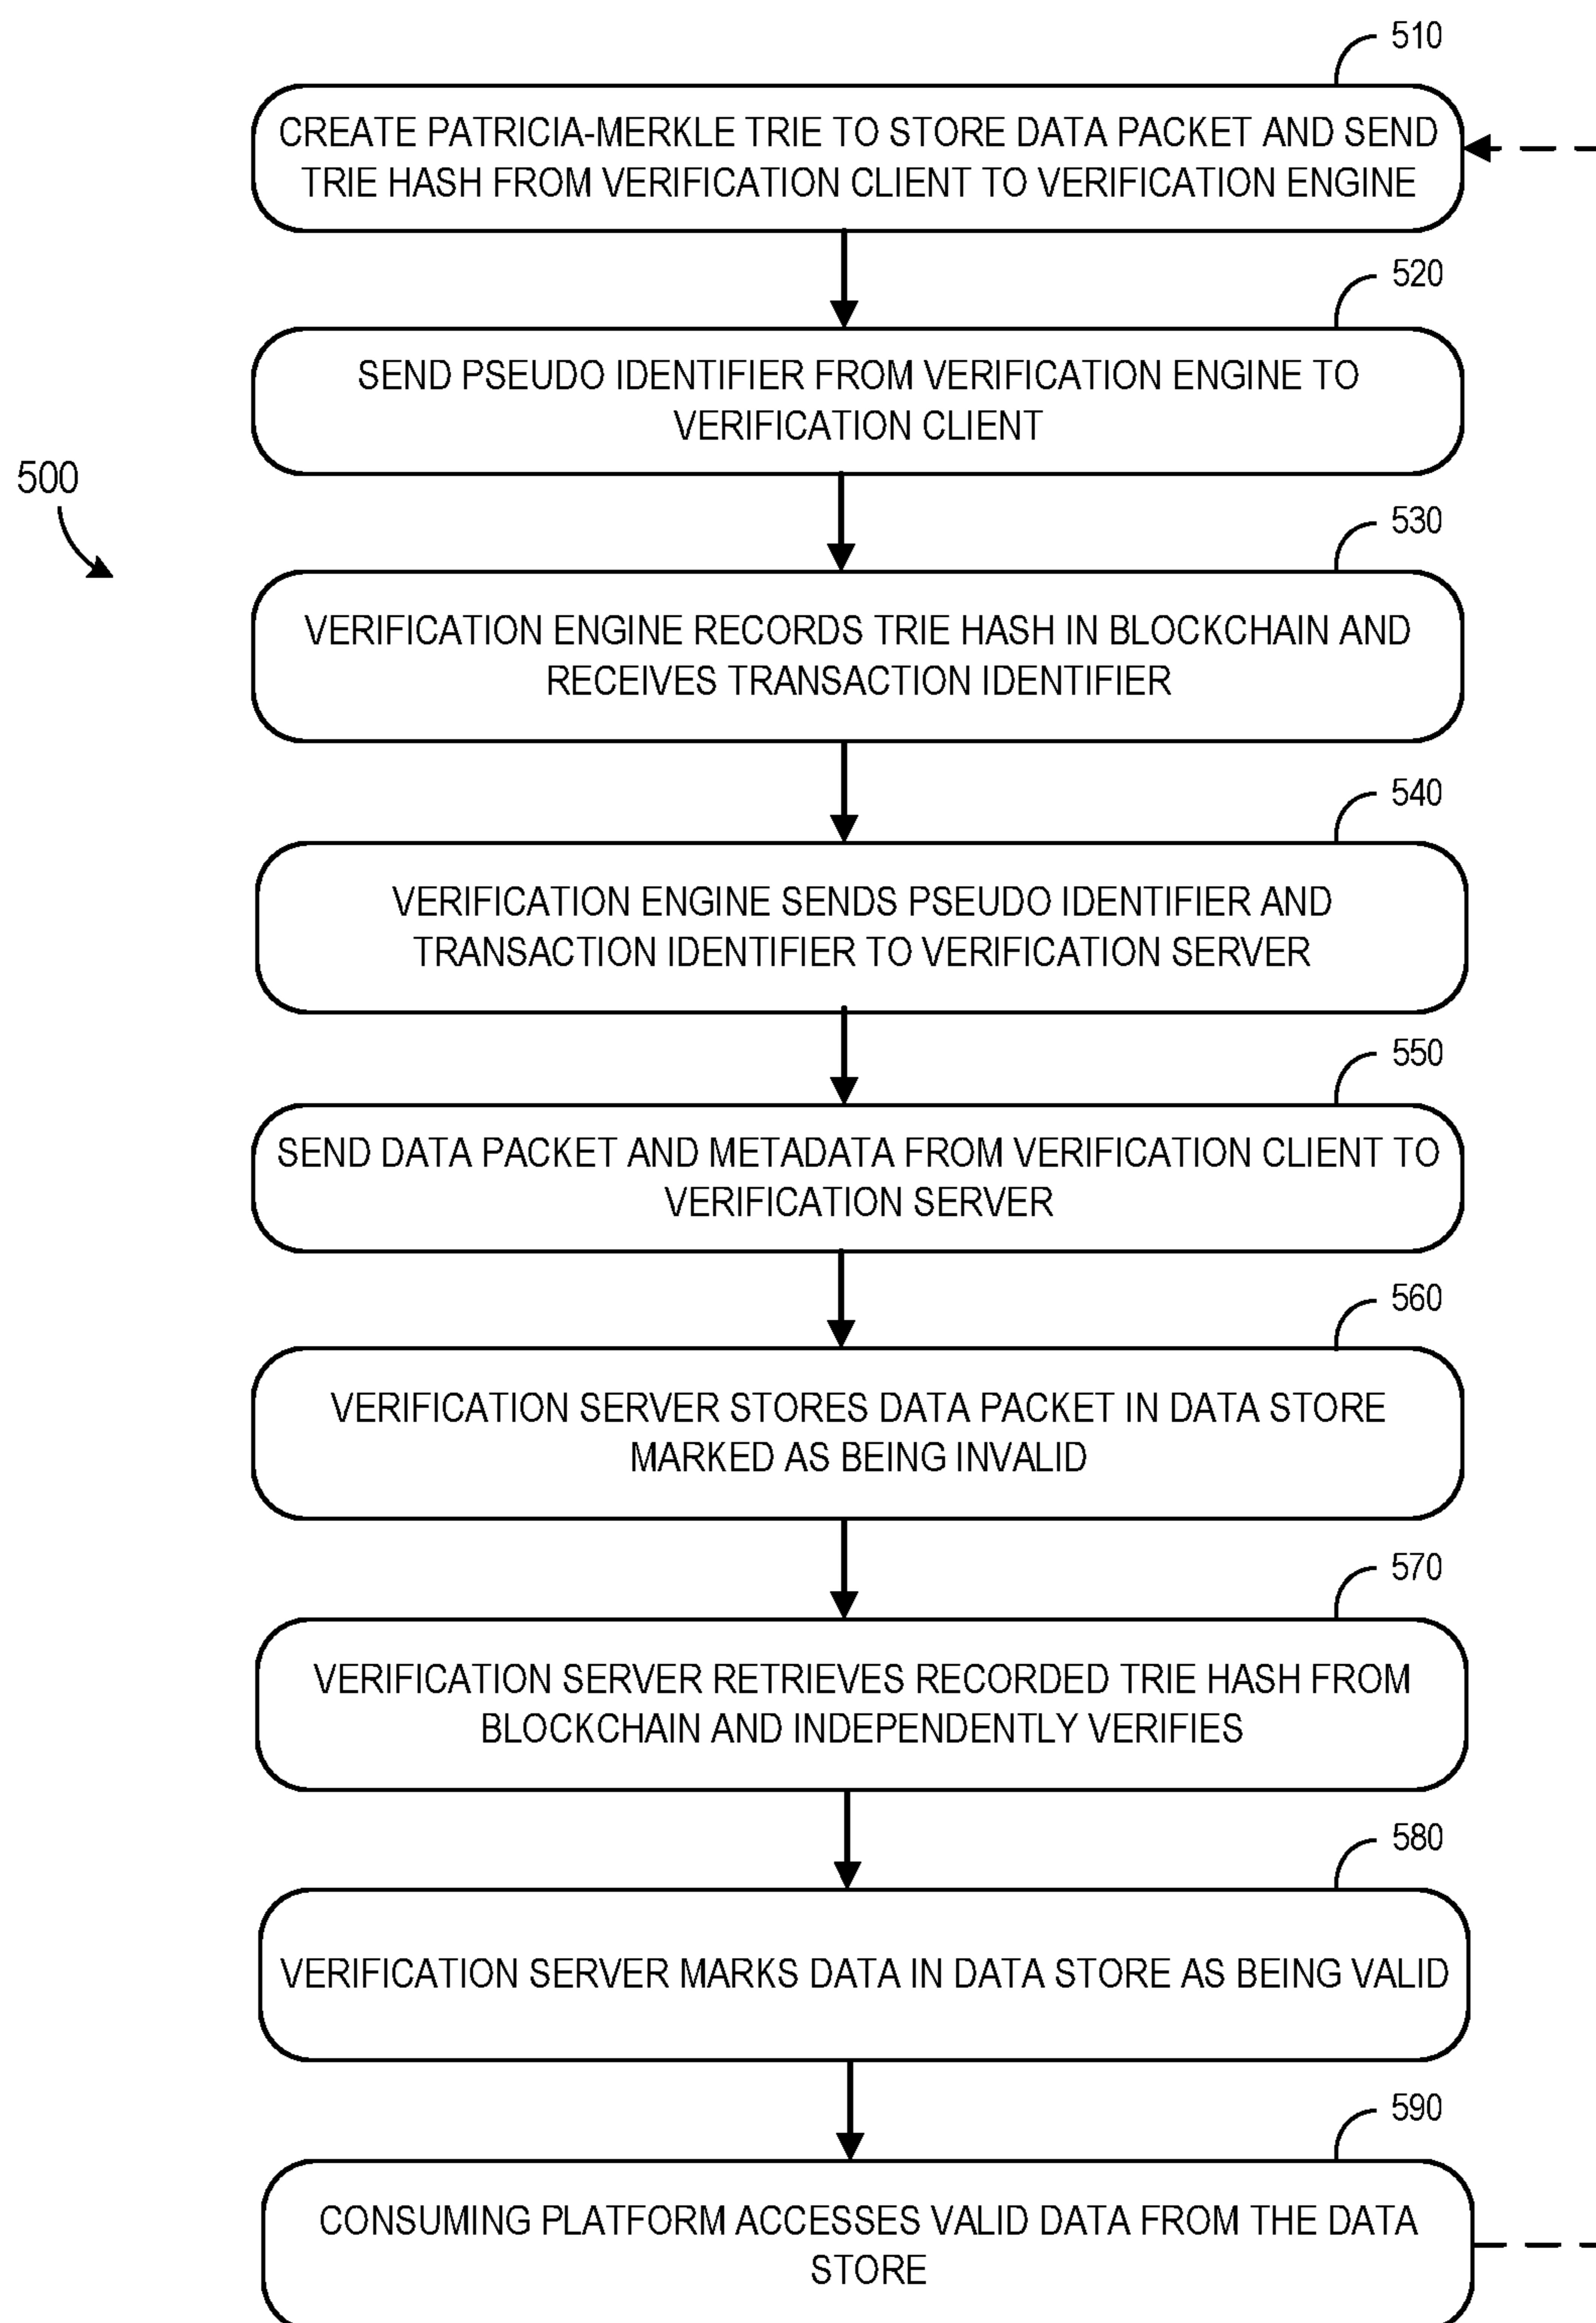 510
CREATE PATRICIA-MERKLE TRIE TO STORE DATA PACKET AND SEND
TRIE HASH FROM VERIFICATION CLIENT TO VERIFICATION ENGINE
520
SEND PSEUDO IDENTIFIER FROM VERIFICATION ENGINE TO
VERIFICATION CLIENT
500
530
VERIFICATION ENGINE RECORDS TRIE HASH IN BLOCKCHAIN AND
RECEIVES TRANSACTION IDENTIFIER
540
VERIFICATION ENGINE SENDS PSEUDO IDENTIFIER AND
TRANSACTION IDENTIFIER TO VERIFICATION SERVER
550
SEND DATA PACKET AND METADATA FROM VERIFICATION CLIENT TO
VERIFICATION SERVER
560
VERIFICATION SERVER STORES DATA PACKET IN DATA STORE
MARKED AS BEING INVALID
570
VERIFICATION SERVER RETRIEVES RECORDED TRIE HASH FROM
BLOCKCHAIN AND INDEPENDENTLY VERIFIES
580
VERIFICATION SERVER MARKS DATA IN DATA STORE AS BEING VALID
590
CONSUMING PLATFORM ACCESSES VALID DATA FROM THE DATA
STORE